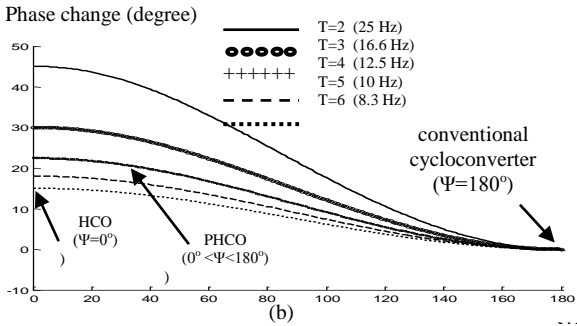 Phase change (degree)
T=2 (25 Hz)
T=3 (16.6 Hz)
T=4 (12.5 Hz)
T=5 (10 Hz)
T=6 (8.3 Hz)
50
40
30
20
10
0
-10
conventional
cycloconverter
(Ψ=180°)
HCO
(Ψ=0°)
)
PHCO
(0° <Ψ<180°)
)
0 20 40 60 80 100 120 140 160 180
(b)